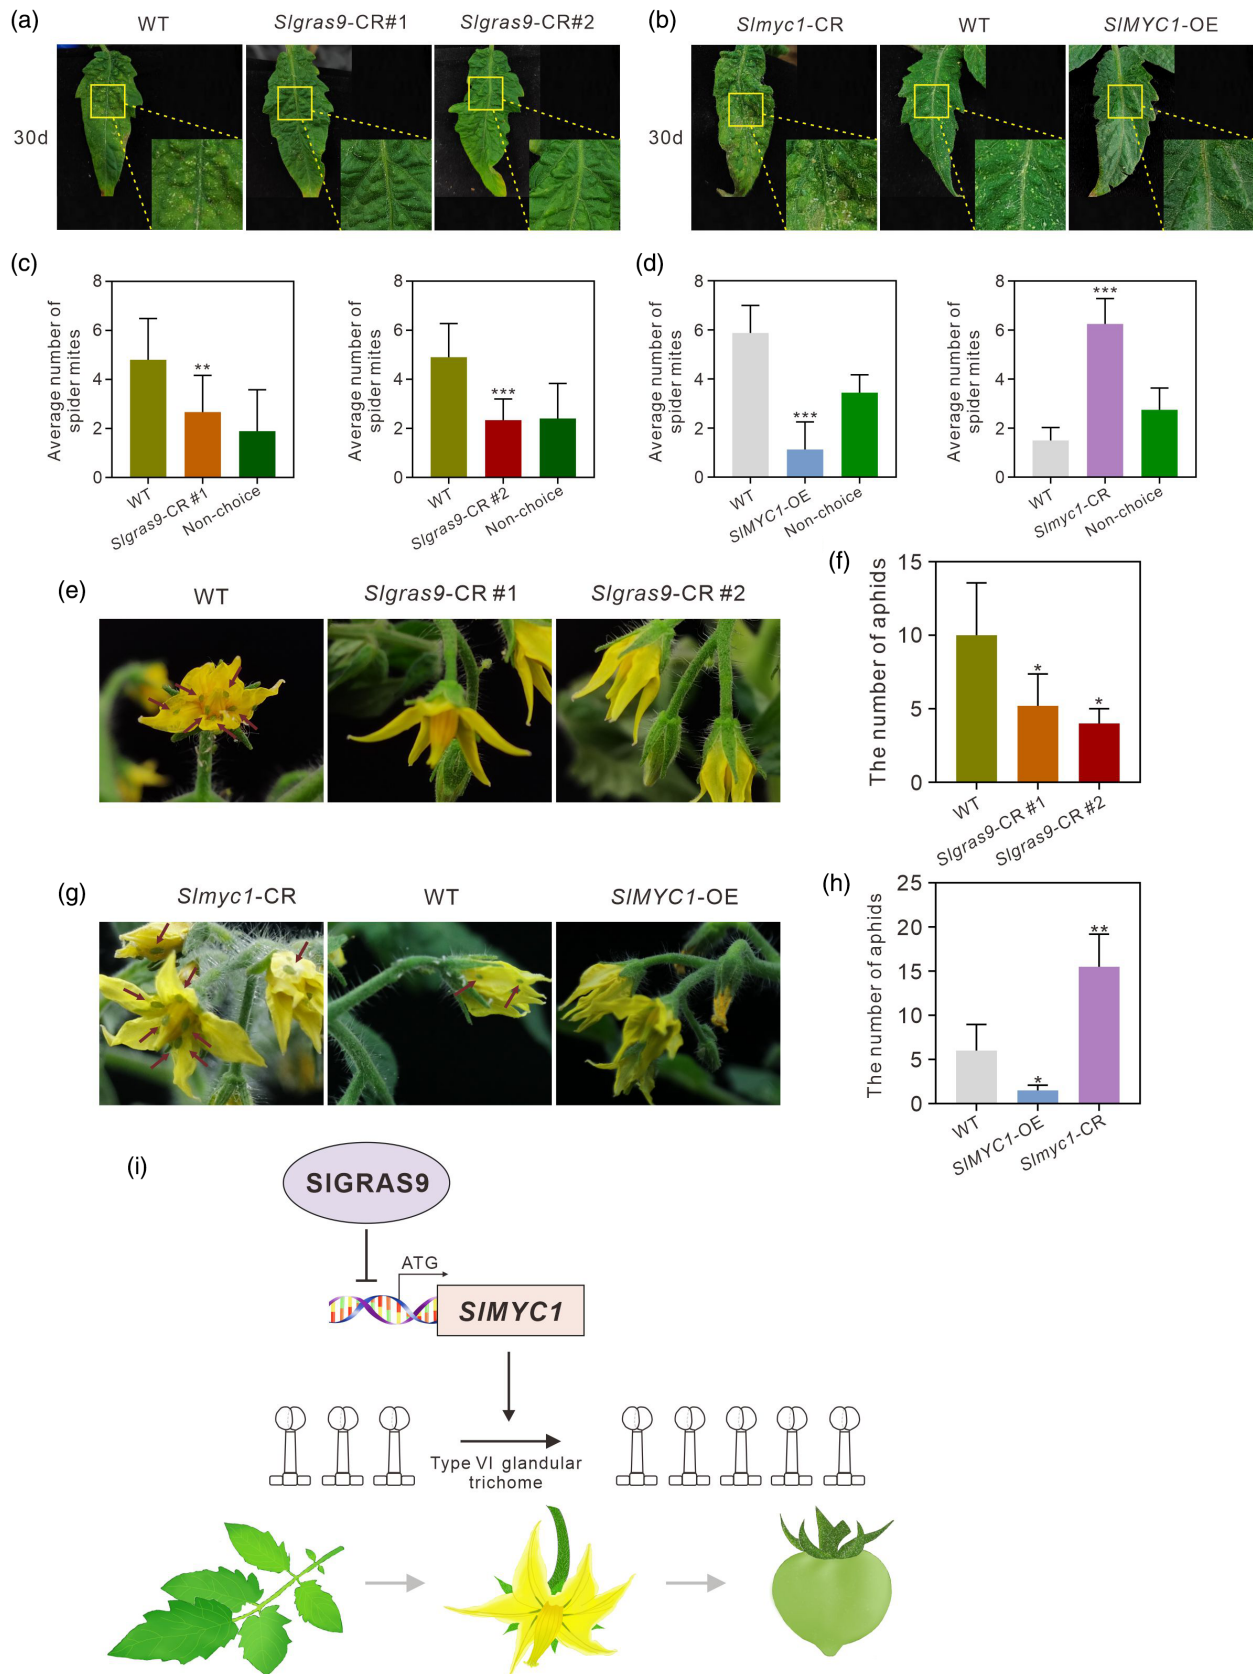 (a)
WT
Slgras9-CR#1
Slgras9-CR#2
30d
(b)
Slmyc1-CR
WT
SlMYC1-OE
30d
(c)
Average number of
spider mites
8
6
4
2
0
WT
Slgras9-CR #1
Non-choice
**
Average number of
spider mites
8
6
4
2
0
WT
Slgras9-CR #2
Non-choice
***
(d)
Average number of
spider mites
8
6
4
2
0
WT
SlMYC1-OE
Non-choice
***
Average number of
spider mites
8
6
4
2
0
WT
Slmyc1-CR
Non-choice
***
(e)
WT
Slgras9-CR #1
Slgras9-CR #2
(f)
The number of aphids
15
10
5
0
WT
Slgras9-CR #1
Slgras9-CR #2
*
*
(g)
Slmyc1-CR
WT
SlMYC1-OE
(h)
The number of aphids
25
20
15
10
5
0
WT
SlMYC1-OE
Slmyc1-CR
*
**
(i)
SlGRAS9
ATG
SlMYC1
Type VI glandular
trichome